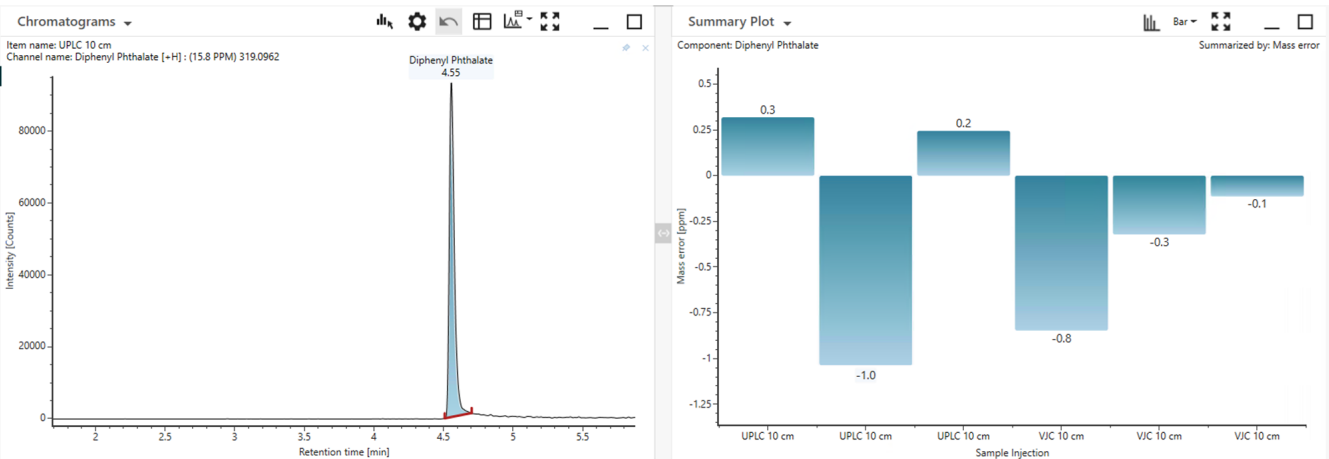 Chromatograms
Item name: UPLC 10 cm
Channel name: Diphenyl Phthalate [+H] : (15.8 PPM) 319.0962
Diphenyl Phthalate
4.55
Intensity [Counts]
80000
60000
40000
20000
0
2 2.5 3 3.5 4 4.5 5 5.5
Retention time [min]
Summary Plot
Bar
Component: Diphenyl Phthalate
Summarized by: Mass error
Mass error [ppm]
0.5
0.25
0
-0.25
-0.5
-0.75
-1
-1.25
0.3
-1.0
0.2
-0.8
-0.3
-0.1
UPLC 10 cm UPLC 10 cm UPLC 10 cm VJC 10 cm VJC 10 cm VJC 10 cm
Sample Injection